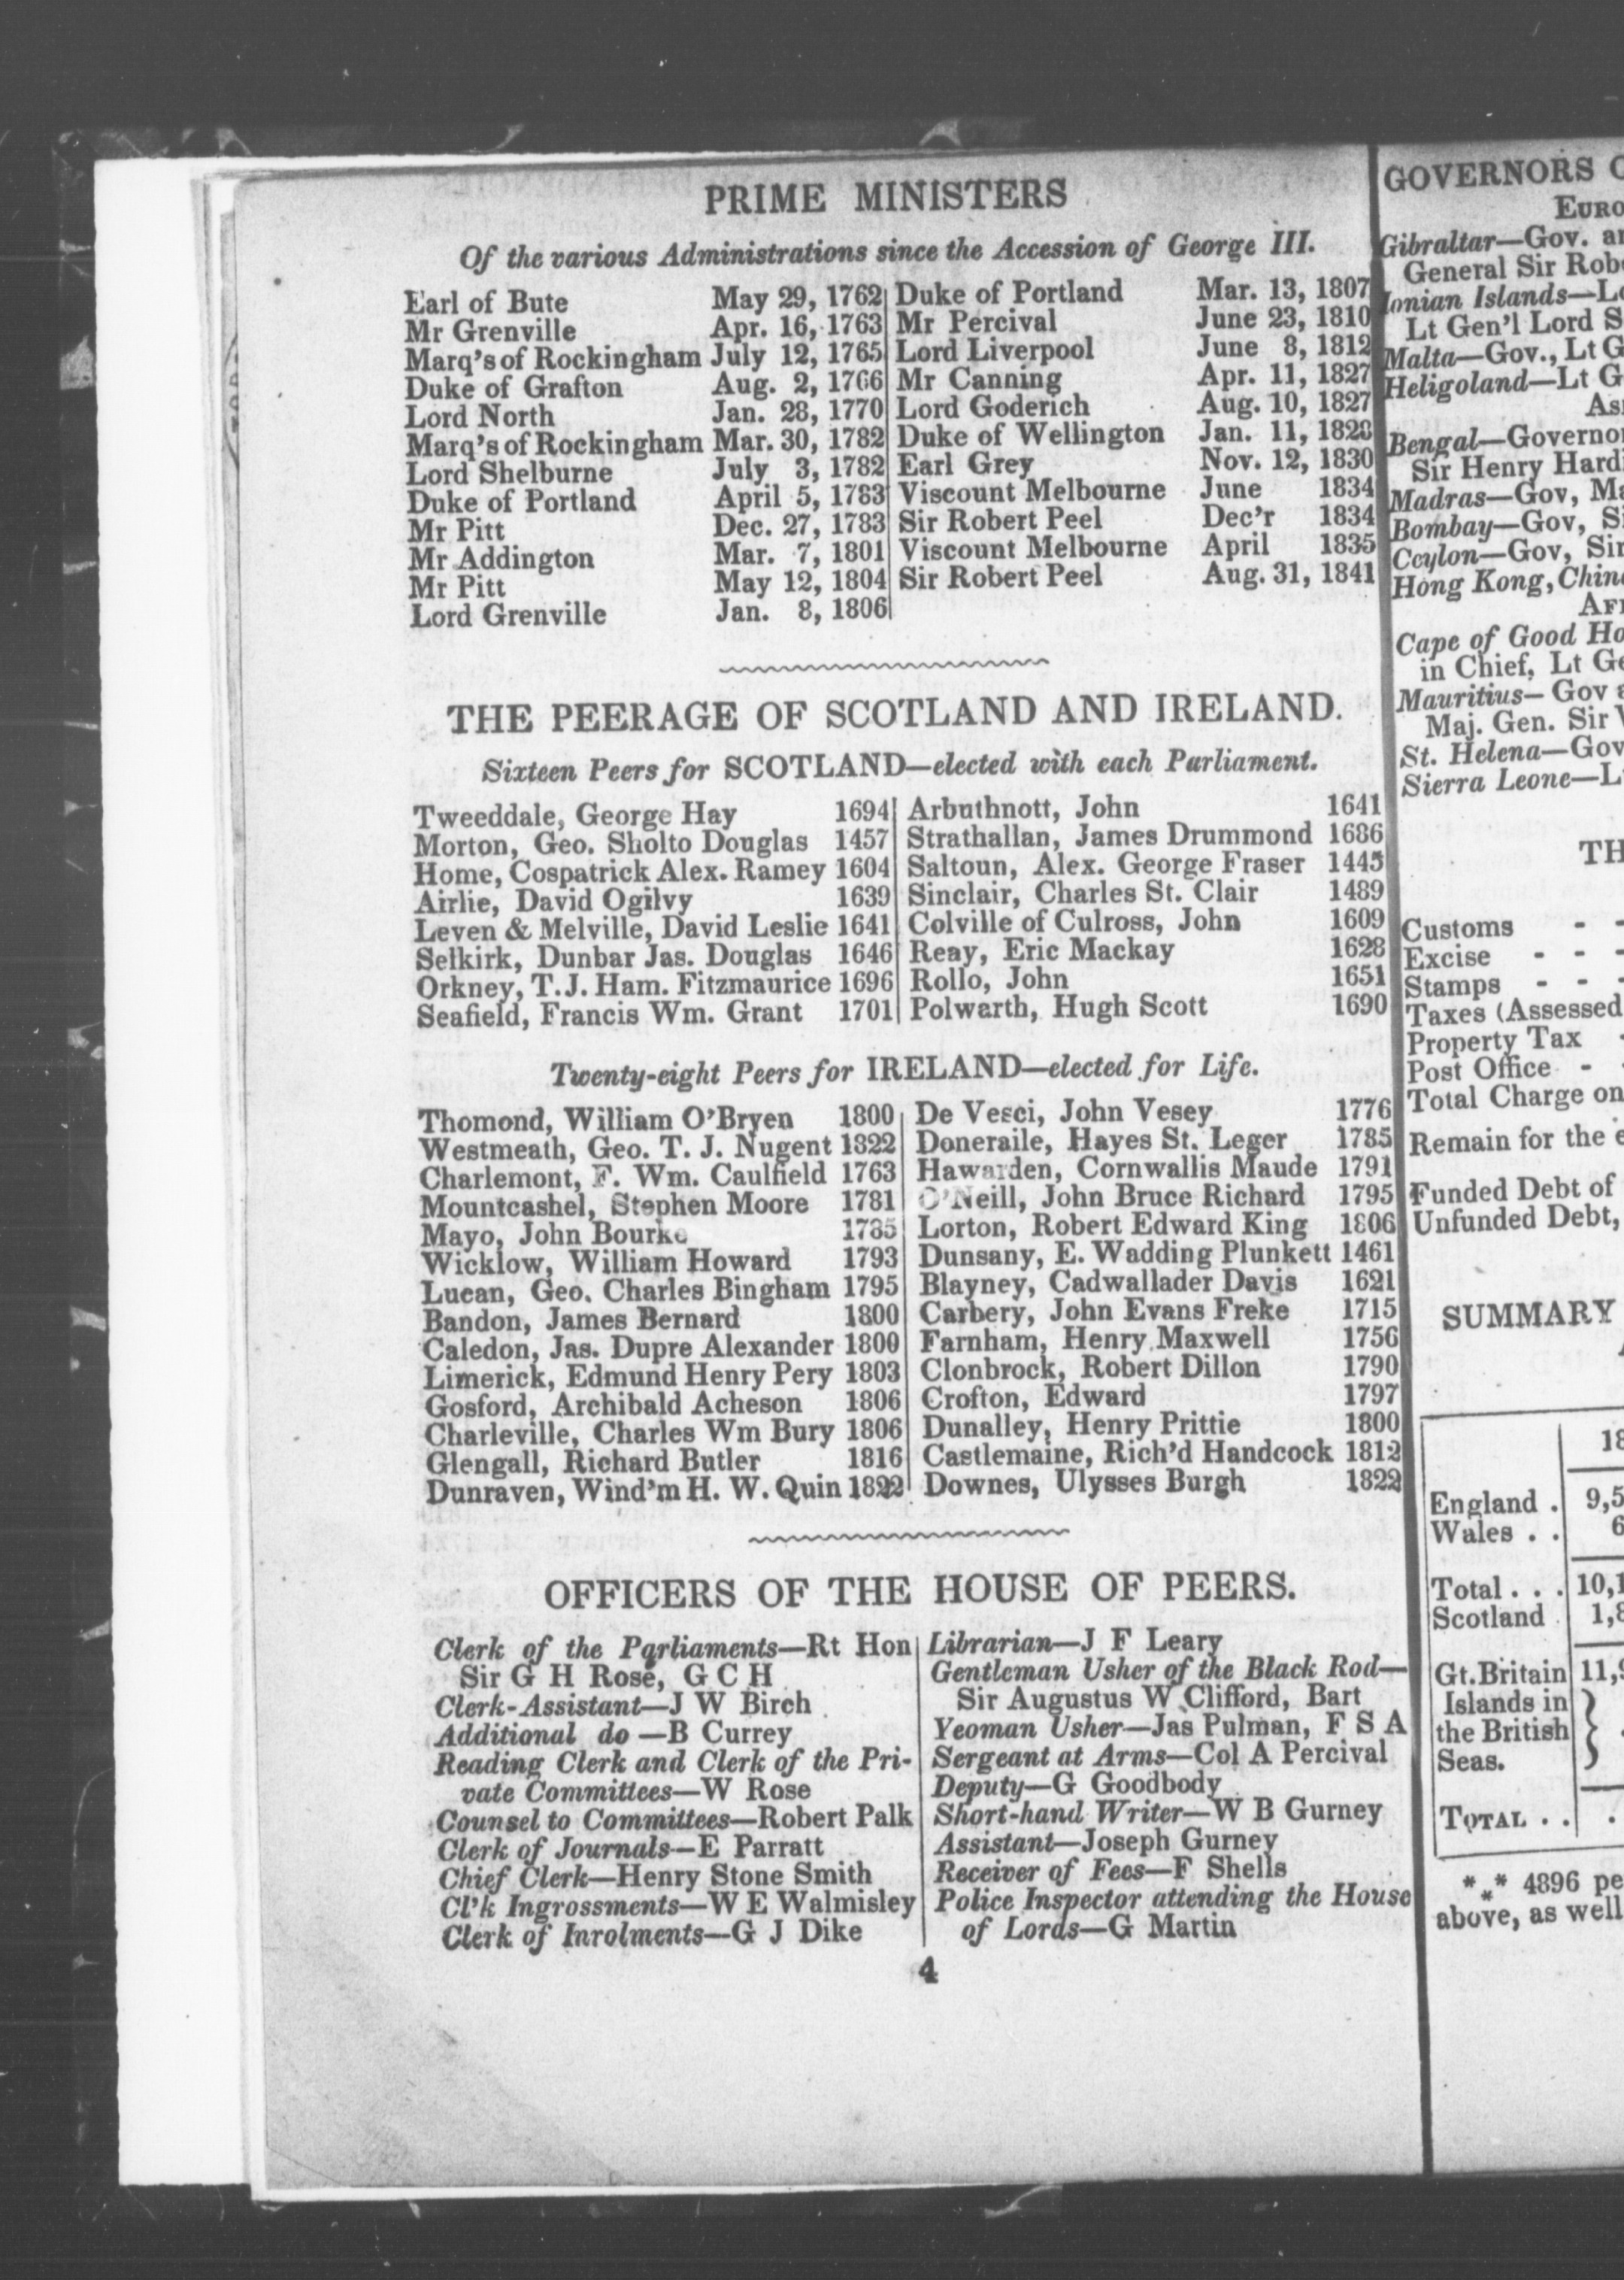 PRIME MINISTERS
Of the various Administrations since the Accession of George III.
Earl of Bute May 29, 1762
Mr Grenville Apr. 16, 1763
Marq's of Rockingham July 12, 1765
Duke of Grafton Aug. 2, 1766
Lord North Jan. 28, 1770
Marq's of Rockingham Mar. 30, 1782
Lord Shelburne July 3, 1782
Duke of Portland April 5, 1783
Mr Pitt Dec. 27, 1783
Mr Addington Mar. 7, 1801
Mr Pitt May 12, 1804
Lord Grenville Jan. 8, 1806
Duke of Portland Mar. 13, 1807
Mr Percival June 23, 1810
Lord Liverpool June 8, 1812
Mr Canning Apr. 11, 1827
Lord Goderich Aug. 10, 1827
Duke of Wellington Jan. 11, 1828
Earl Grey Nov. 12, 1830
Viscount Melbourne June 1834
Sir Robert Peel Dec'r 1834
Viscount Melbourne April 1835
Sir Robert Peel Aug. 31, 1841
THE PEERAGE OF SCOTLAND AND IRELAND.
Sixteen Peers for SCOTLAND—elected with each Parliament.
Tweeddale, George Hay 1694
Morton, Geo. Sholto Douglas 1457
Home, Cospatrick Alex. Ramey 1604
Airlie, David Ogilvy 1639
Leven & Melville, David Leslie 1641
Selkirk, Dunbar Jas. Douglas 1646
Orkney, T. J. Ham. Fitzmaurice 1696
Seafield, Francis Wm. Grant 1701
Arbuthnott, John 1641
Strathallan, James Drummond 1686
Saltoun, Alex. George Fraser 1445
Sinclair, Charles St. Clair 1489
Colville of Culross, John 1609
Reay, Eric Mackay 1628
Rollo, John 1651
Polwarth, Hugh Scott 1690
Twenty-eight Peers for IRELAND—elected for Life.
Thomond, William O'Bryen 1800
Westmeath, Geo. T. J. Nugent 1822
Charlemont, F. Wm. Caulfield 1763
Mountcashel, Stephen Moore 1781
Mayo, John Bourke 1785
Wicklow, William Howard 1793
Lucan, Geo. Charles Bingham 1795
Bandon, James Bernard 1800
Caledon, Jas. Dupre Alexander 1800
Limerick, Edmund Henry Pery 1803
Gosford, Archibald Acheson 1806
Charleville, Charles Wm Bury 1806
Glengall, Richard Butler 1816
Dunraven, Wind'm H. W. Quin 1822
De Vesci, John Vesey 1776
Doneraile, Hayes St. Leger 1785
Hawarden, Cornwallis Maude 1791
O'Neill, John Bruce Richard 1795
Lorton, Robert Edward King 1806
Dunsany, E. Wadding Plunkett 1461
Blayney, Cadwallader Davis 1621
Carbery, John Evans Freke 1715
Farnham, Henry Maxwell 1756
Clonbrock, Robert Dillon 1790
Crofton, Edward 1797
Dunalley, Henry Prittie 1800
Castlemaine, Rich'd Handcock 1812
Downes, Ulysses Burgh 1822
OFFICERS OF THE HOUSE OF PEERS.
Clerk of the Parliaments—Rt Hon
Sir G H Rose, G C H
Clerk-Assistant—J W Birch
Additional do —B Currey
Reading Clerk and Clerk of the Pri-
vate Committees—W Rose
Counsel to Committees—Robert Palk
Clerk of Journals—E Parratt
Chief Clerk—Henry Stone Smith
Cl'k Ingrossments—W E Walmisley
Clerk of Inrolments—G J Dike
Librarian—J F Leary
Gentleman Usher of the Black Rod—
Sir Augustus W Clifford, Bart
Yeoman Usher—Jas Pulman, F S A
Sergeant at Arms—Col A Percival
Deputy—G Goodbody
Short-hand Writer—W B Gurney
Assistant—Joseph Gurney
Receiver of Fees—F Shells
Police Inspector attending the House
of Lords—G Martin
4
GOVERNORS
Gibraltar—Gov.
General Sir
Ionian Islands—
Lt Gen'l Lord
Malta—Gov., Lt
Heligoland—Lt
Bengal—
Sir Henry
Madras—Gov,
Bombay—Gov,
Ceylon—Gov, Sir
Hong Kong,
Cape of Good
in Chief, Lt
Mauritius—Gov
Maj. Gen. Sir
St. Helena—Gov
Sierra Leone—
Customs - -
Excise - - -
Stamps - - -
Taxes (Assessed
Property Tax -
Post Office - -
Total Charge on
Remain for the
Funded Debt of
Unfunded Debt,
SUMMARY
England .
Wales . .
Total . . .
Scotland .
Gt. Britain
Islands in
the British
Seas.
TOTAL . .
*** 4896
above, as well